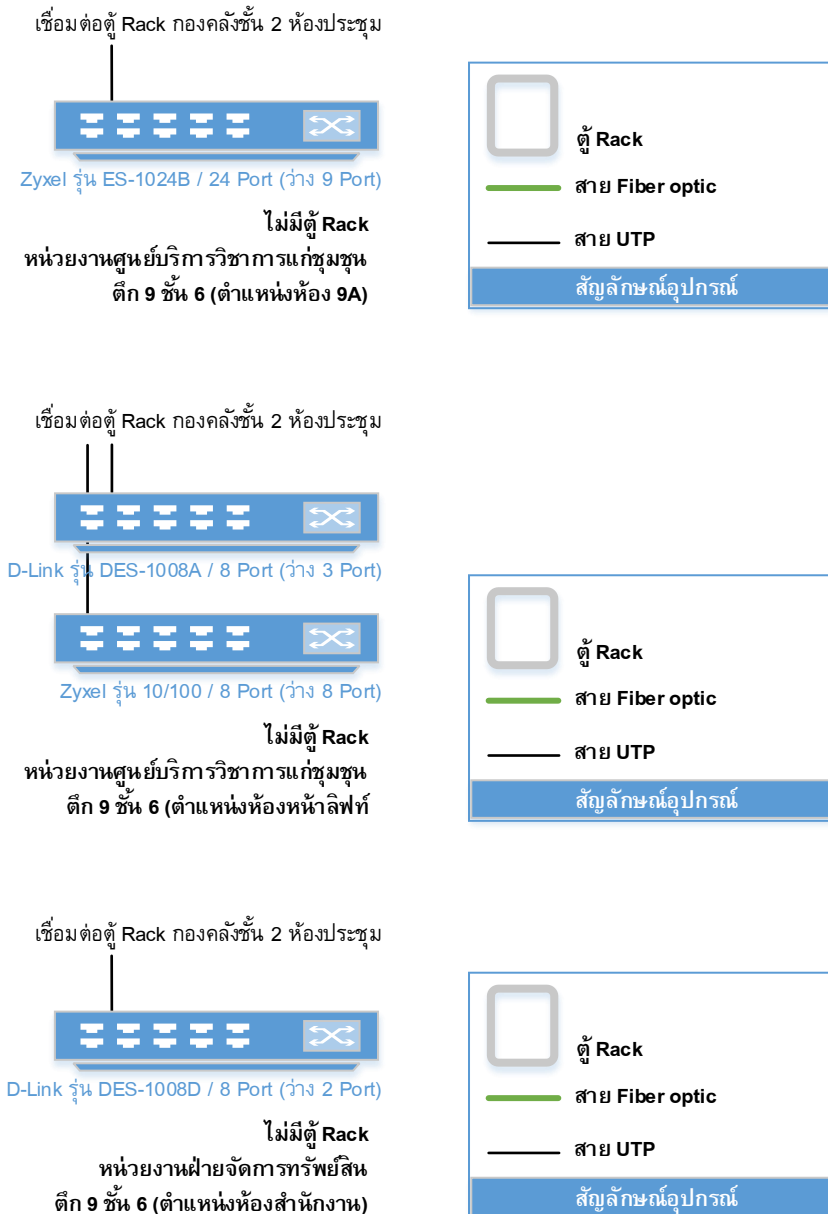 เชื่อมต่อตู้ Rack กองคลังชั้น 2 ห้องประชุม
Zyxel รุ่น ES-1024B / 24 Port (ว่าง 9 Port)
ไม่มีตู้ Rack
หน่วยงานศูนย์บริการวิชาการแก่ชุมชุน
ตึก 9 ชั้น 6 (ตำแหน่งห้อง 9A)
ตู้ Rack
สาย Fiber optic
สาย UTP
สัญลักษณ์อุปกรณ์
เชื่อมต่อตู้ Rack กองคลังชั้น 2 ห้องประชุม
D-Link รุ่น DES-1008A / 8 Port (ว่าง 3 Port)
Zyxel รุ่น 10/100 / 8 Port (ว่าง 8 Port)
ไม่มีตู้ Rack
หน่วยงานศูนย์บริการวิชาการแก่ชุมชุน
ตึก 9 ชั้น 6 (ตำแหน่งห้องหน้าลิฟท์
ตู้ Rack
สาย Fiber optic
สาย UTP
สัญลักษณ์อุปกรณ์
เชื่อมต่อตู้ Rack กองคลังชั้น 2 ห้องประชุม
D-Link รุ่น DES-1008D / 8 Port (ว่าง 2 Port)
ไม่มีตู้ Rack
หน่วยงานฝ่ายจัดการทรัพย์สิน
ตึก 9 ชั้น 6 (ตำแหน่งห้องสำนักงาน)
ตู้ Rack
สาย Fiber optic
สาย UTP
สัญลักษณ์อุปกรณ์